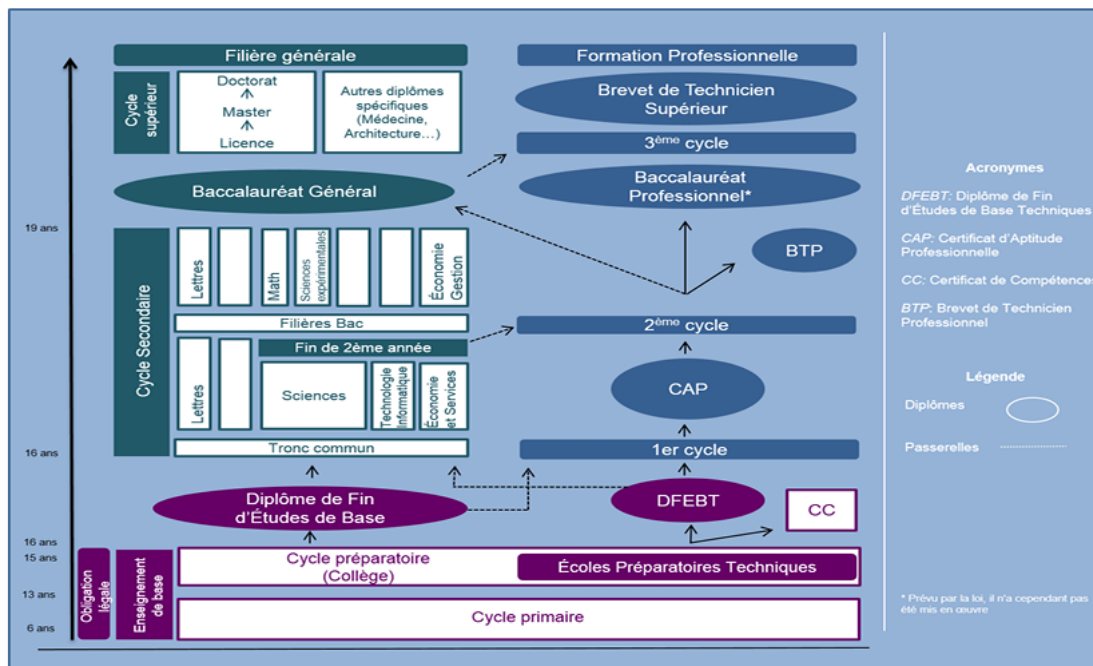 Filière générale
Formation Professionnelle
Cycle
supérieur
Doctorat
Master
Licence
Autres diplômes
spécifiques
(Médecine,
Architecture…)
Brevet de Technicien
Supérieur
3ème cycle
Baccalauréat Général
Baccalauréat
Professionnel*
BTP
19 ans
Cycle Secondaire
Lettres
Math
Sciences
expérimentales
Économie
Gestion
Filières Bac
Fin de 2ème année
2ème cycle
Lettres
Sciences
Technologie
Informatique
Économie
et Services
CAP
16 ans
Tronc commun
1er cycle
Diplôme de Fin
d'Études de Base
DFEBT
CC
16 ans
15 ans
13 ans
6 ans
Obligation
légale
Enseignement
de base
Cycle préparatoire
(Collège)
Écoles Préparatoires Techniques
Cycle primaire
Acronymes
DFEBT: Diplôme de Fin
d'Études de Base Techniques
CAP: Certificat d'Aptitude
Professionnelle
CC: Certificat de Compétences
BTP: Brevet de Technicien
Professionnel
Légende
Diplômes
Passerelles
* Prévu par la loi, il n'a cependant pas
été mis en œuvre